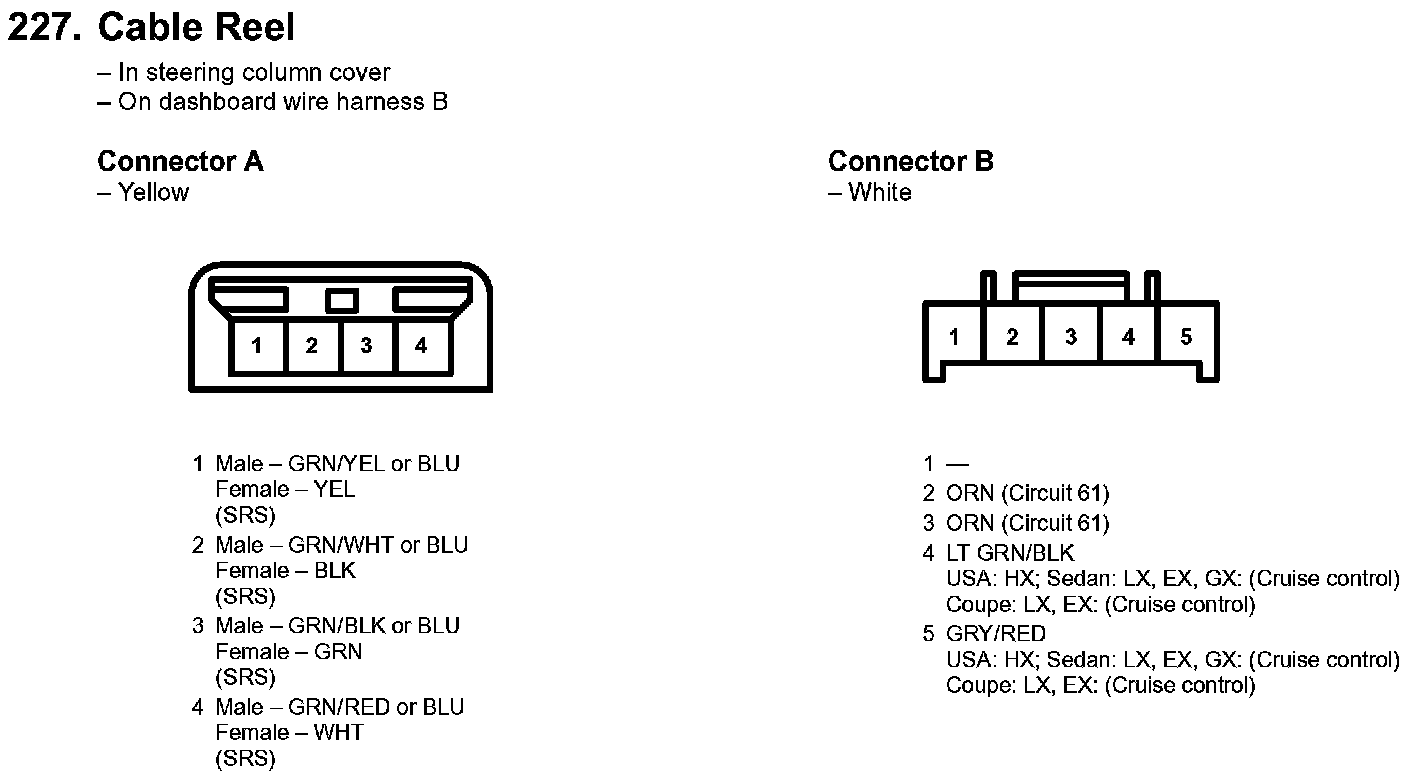 227. Cable Reel
– In steering column cover
– On dashboard wire harness B
Connector A
– Yellow
1 2 3 4
1 Male – GRN/YEL or BLU
Female – YEL
(SRS)
2 Male – GRN/WHT or BLU
Female – BLK
(SRS)
3 Male – GRN/BLK or BLU
Female – GRN
(SRS)
4 Male – GRN/RED or BLU
Female – WHT
(SRS)
Connector B
– White
1 2 3 4 5
1 —
2 ORN (Circuit 61)
3 ORN (Circuit 61)
4 LT GRN/BLK
USA: HX; Sedan: LX, EX, GX: (Cruise control)
Coupe: LX, EX: (Cruise control)
5 GRY/RED
USA: HX; Sedan: LX, EX, GX: (Cruise control)
Coupe: LX, EX: (Cruise control)